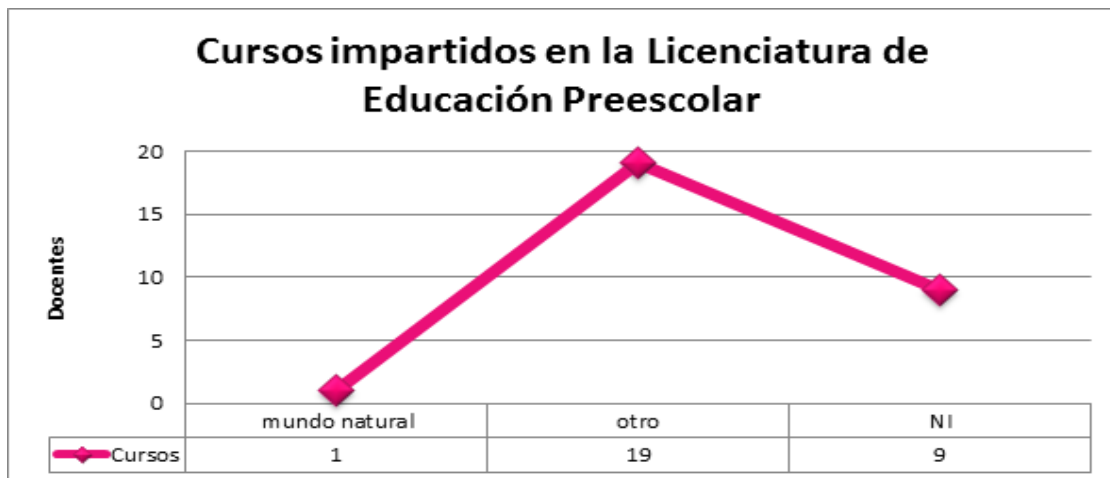 Cursos impartidos en la Licenciatura de
Educación Preescolar
20
15
10
5
0
Docentes
mundo natural otro NI
Cursos 1 19 9